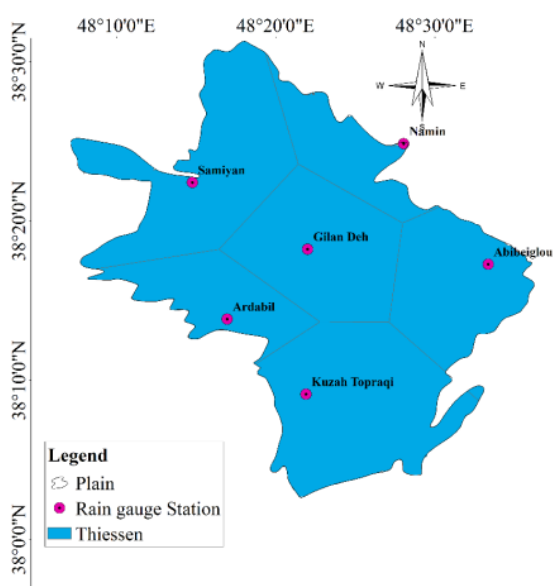 48°10'0"E 48°20'0"E 48°30'0"E
38°30'0"N
38°20'0"N
38°10'0"N
38°0'0"N
N
W E
S
Namin
Samiyan
Gilan Deh
Abibeiglou
Ardabil
Kuzah Topraqi
Legend
Plain
Rain gauge Station
Thiessen